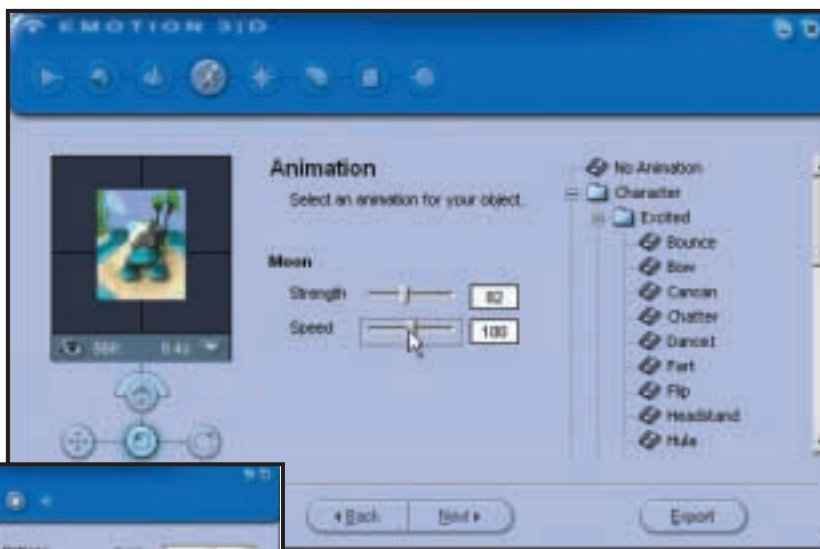 EMOTION 3|D
Animation
Select an animation for your object.
Moon
Strength 82
Speed 100
No Animation
Character
Excited
Bounce
Bow
Cancan
Chatter
Dance1
Fart
Flip
Headstand
Hula
Back
Next
Export